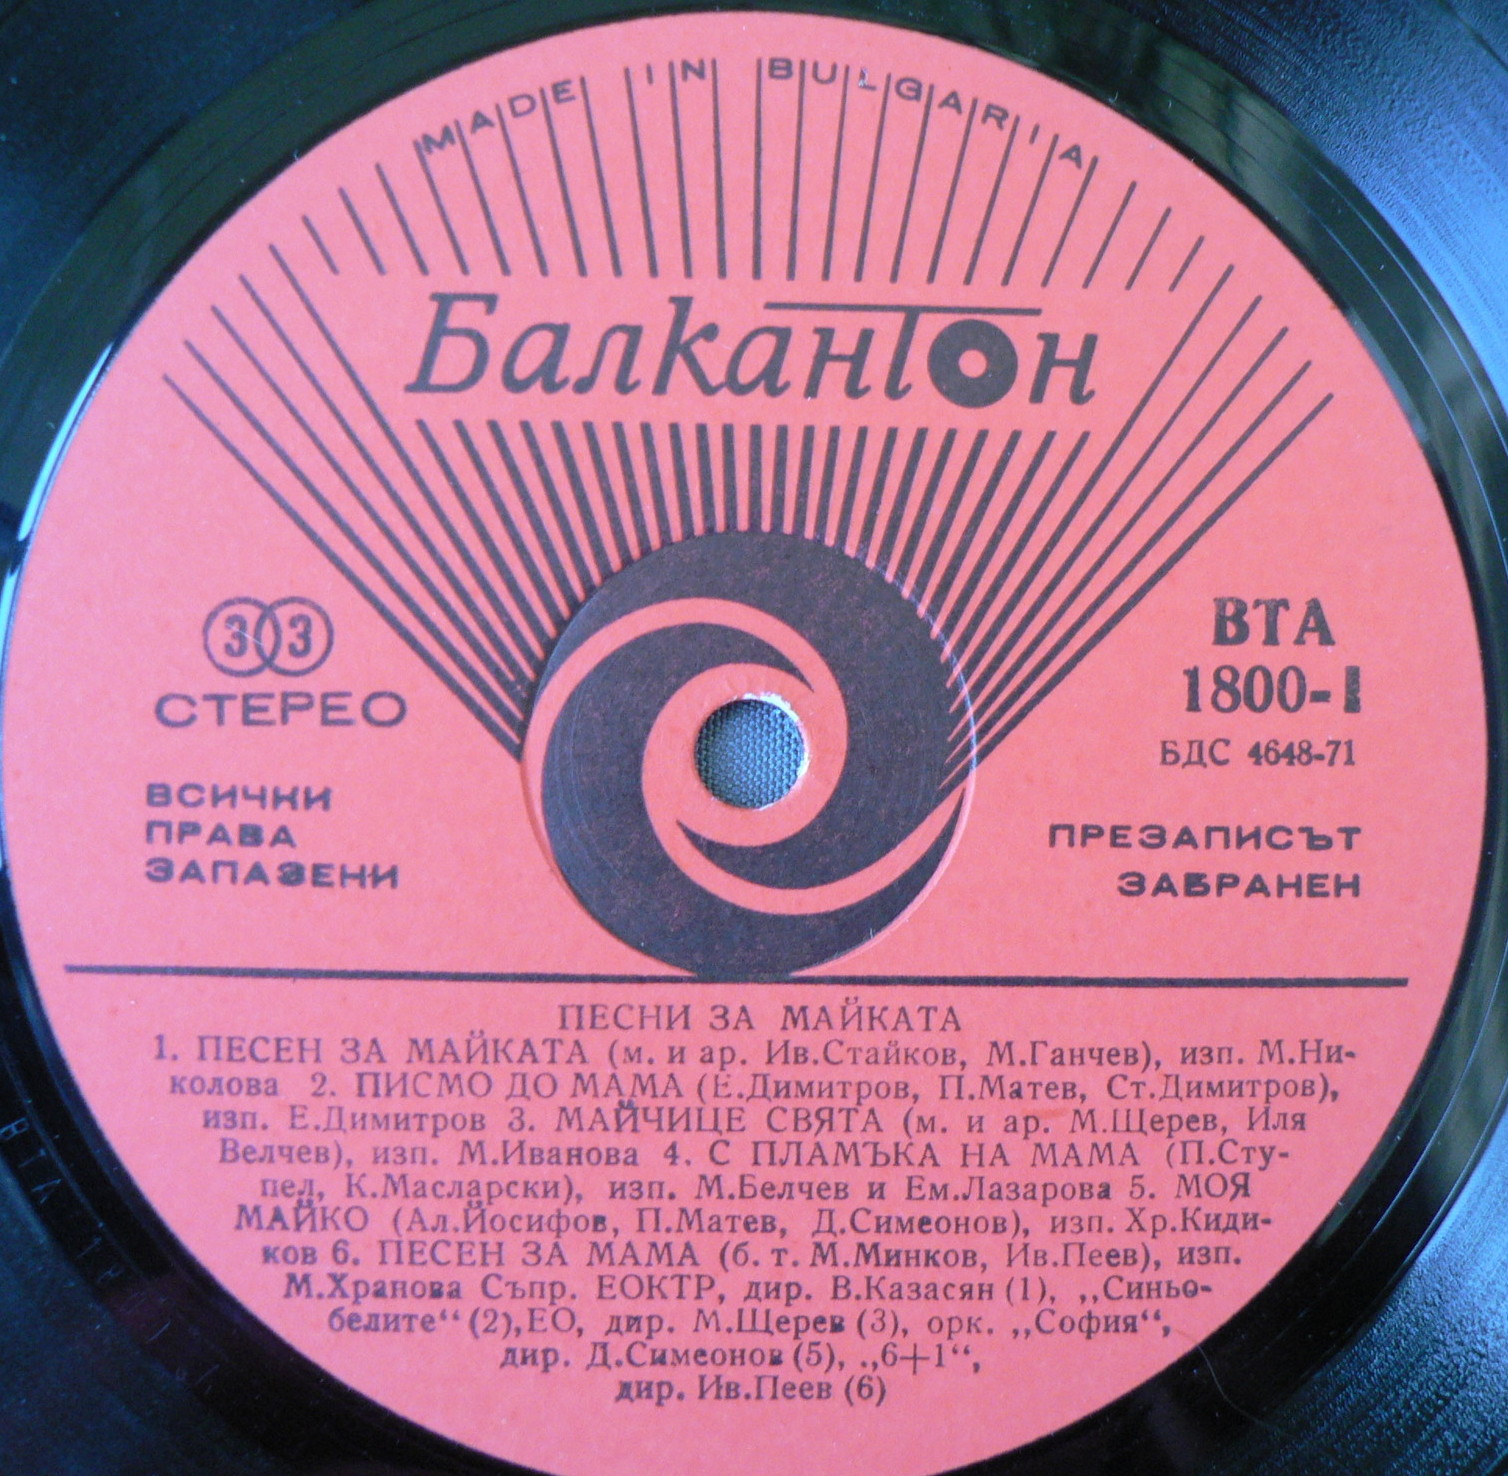 MADE IN BULGARIA
Балкантон
33
СТЕРЕО
ВСИЧКИ
ПРАВА
ЗАПАЗЕНИ
ВТА
1800-I
БДС 4648-71
ПРЕЗАПИСЪТ
ЗАБРАНЕН
ПЕСНИ ЗА МАЙКАТА
1. ПЕСЕН ЗА МАЙКАТА (м. и ар. Ив.Стайков, М.Ганчев), изп. М.Ни-
колова 2. ПИСМО ДО МАМА (Е.Димитров, П.Матев, Ст.Димитров),
изп. Е.Димитров 3. МАЙЧИЦЕ СВЯТА (м. и ар. М.Щерев, Иля
Велчев), изп. М.Иванова 4. С ПЛАМЪКА НА МАМА (П.Сту-
пел, К.Масларски), изп. М.Белчев и Ем.Лазарова 5. МОЯ
МАЙКО (Ал.Йосифов, П.Матев, Д.Симеонов), изп. Хр.Киди-
ков 6. ПЕСЕН ЗА МАМА (б. т. М.Минков, Ив.Пеев), изп.
М.Хранова Съпр. ЕОКТР, дир. В.Казасян (1), „Синьо-
белите“ (2),ЕО, дир. М.Щерев (3), орк. „София“,
дир. Д.Симеонов (5), „6+1“,
дир. Ив.Пеев (6)